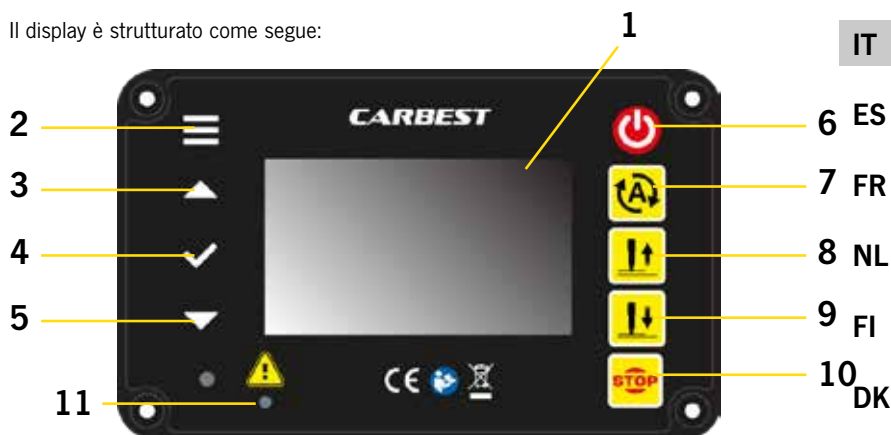 Il display è strutturato come segue:
1
IT
CARBEST
2
6
ES
3
7
FR
A
4
8
NL
5
9
FI
CE
STOP
10
DK
11